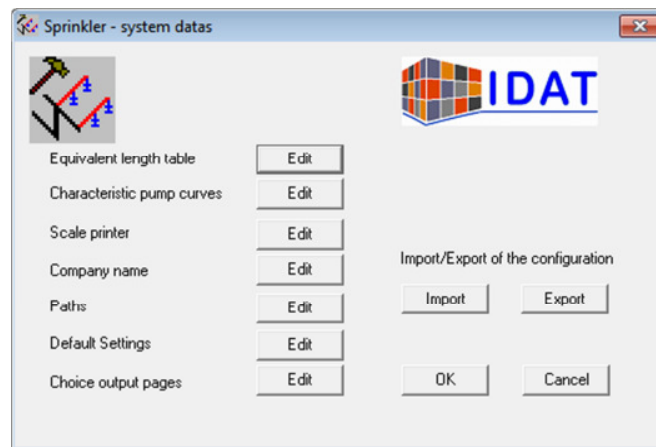 Sprinkler - system datas
IDAT
Equivalent length table Edit
Characteristic pump curves Edit
Scale printer Edit
Company name Edit
Paths Edit
Default Settings Edit
Choice output pages Edit
Import/Export of the configuration
Import Export
OK Cancel